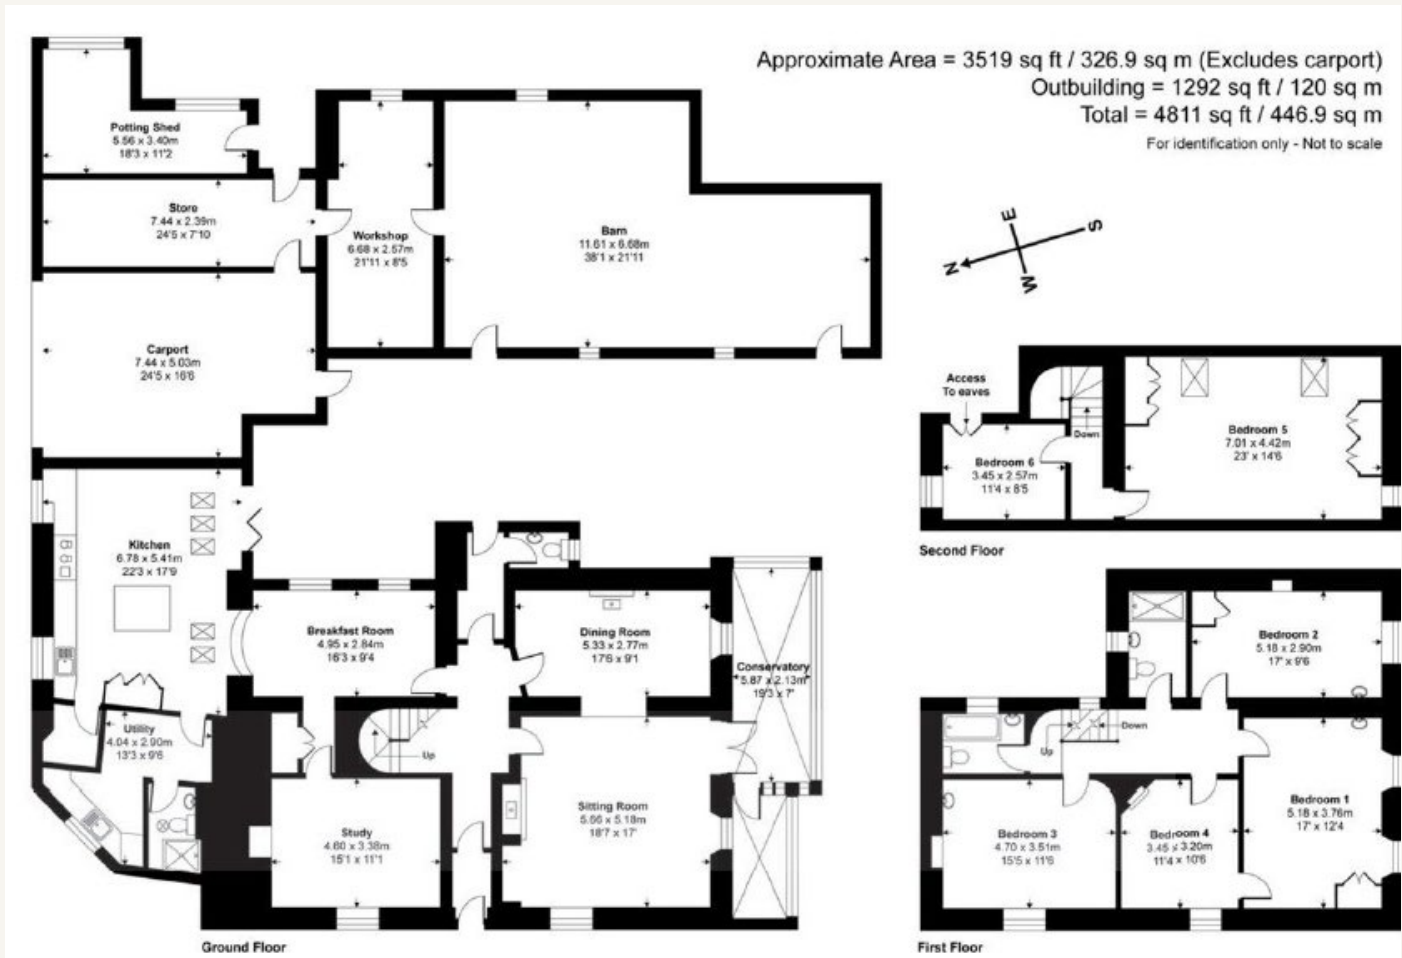 Approximate Area = 3519 sq ft / 326.9 sq m (Excludes carport)
Outbuilding = 1292 sq ft / 120 sq m
Total = 4811 sq ft / 446.9 sq m
For identification only - Not to scale
Potting Shed
5.56 x 3.40m
18'3 x 11'2
Store
7.44 x 2.39m
24'5 x 7'10
Workshop
6.68 x 2.57m
21'11 x 8'5
Barn
11.61 x 6.68m
38'1 x 21'11
E
S
N
W
Carport
7.44 x 5.03m
24'5 x 16'6
Kitchen
6.78 x 5.41m
22'3 x 17'9
Breakfast Room
4.95 x 2.84m
16'3 x 9'4
Dining Room
5.33 x 2.77m
17'6 x 9'1
Conservatory
5.87 x 2.13m
19'3 x 7"
Utility
4.04 x 2.90m
13'3 x 9'6
Up
Study
4.60 x 3.38m
15'1 x 11'1
Sitting Room
5.66 x 5.18m
18'7 x 17'
Ground Floor
Access
To eaves
Down
Bedroom 6
3.45 x 2.57m
11'4 x 8'5
Bedroom 5
7.01 x 4.42m
23' x 14'6
Second Floor
Bedroom 2
5.18 x 2.90m
17" x 9'6
Down
Up
Bedroom 3
4.70 x 3.51m
15'5 x 11'6
Bedroom 4
3.45 x 3.20m
11'4 x 10'6
Bedroom 1
5.18 x 3.76m
17' x 12'4
First Floor